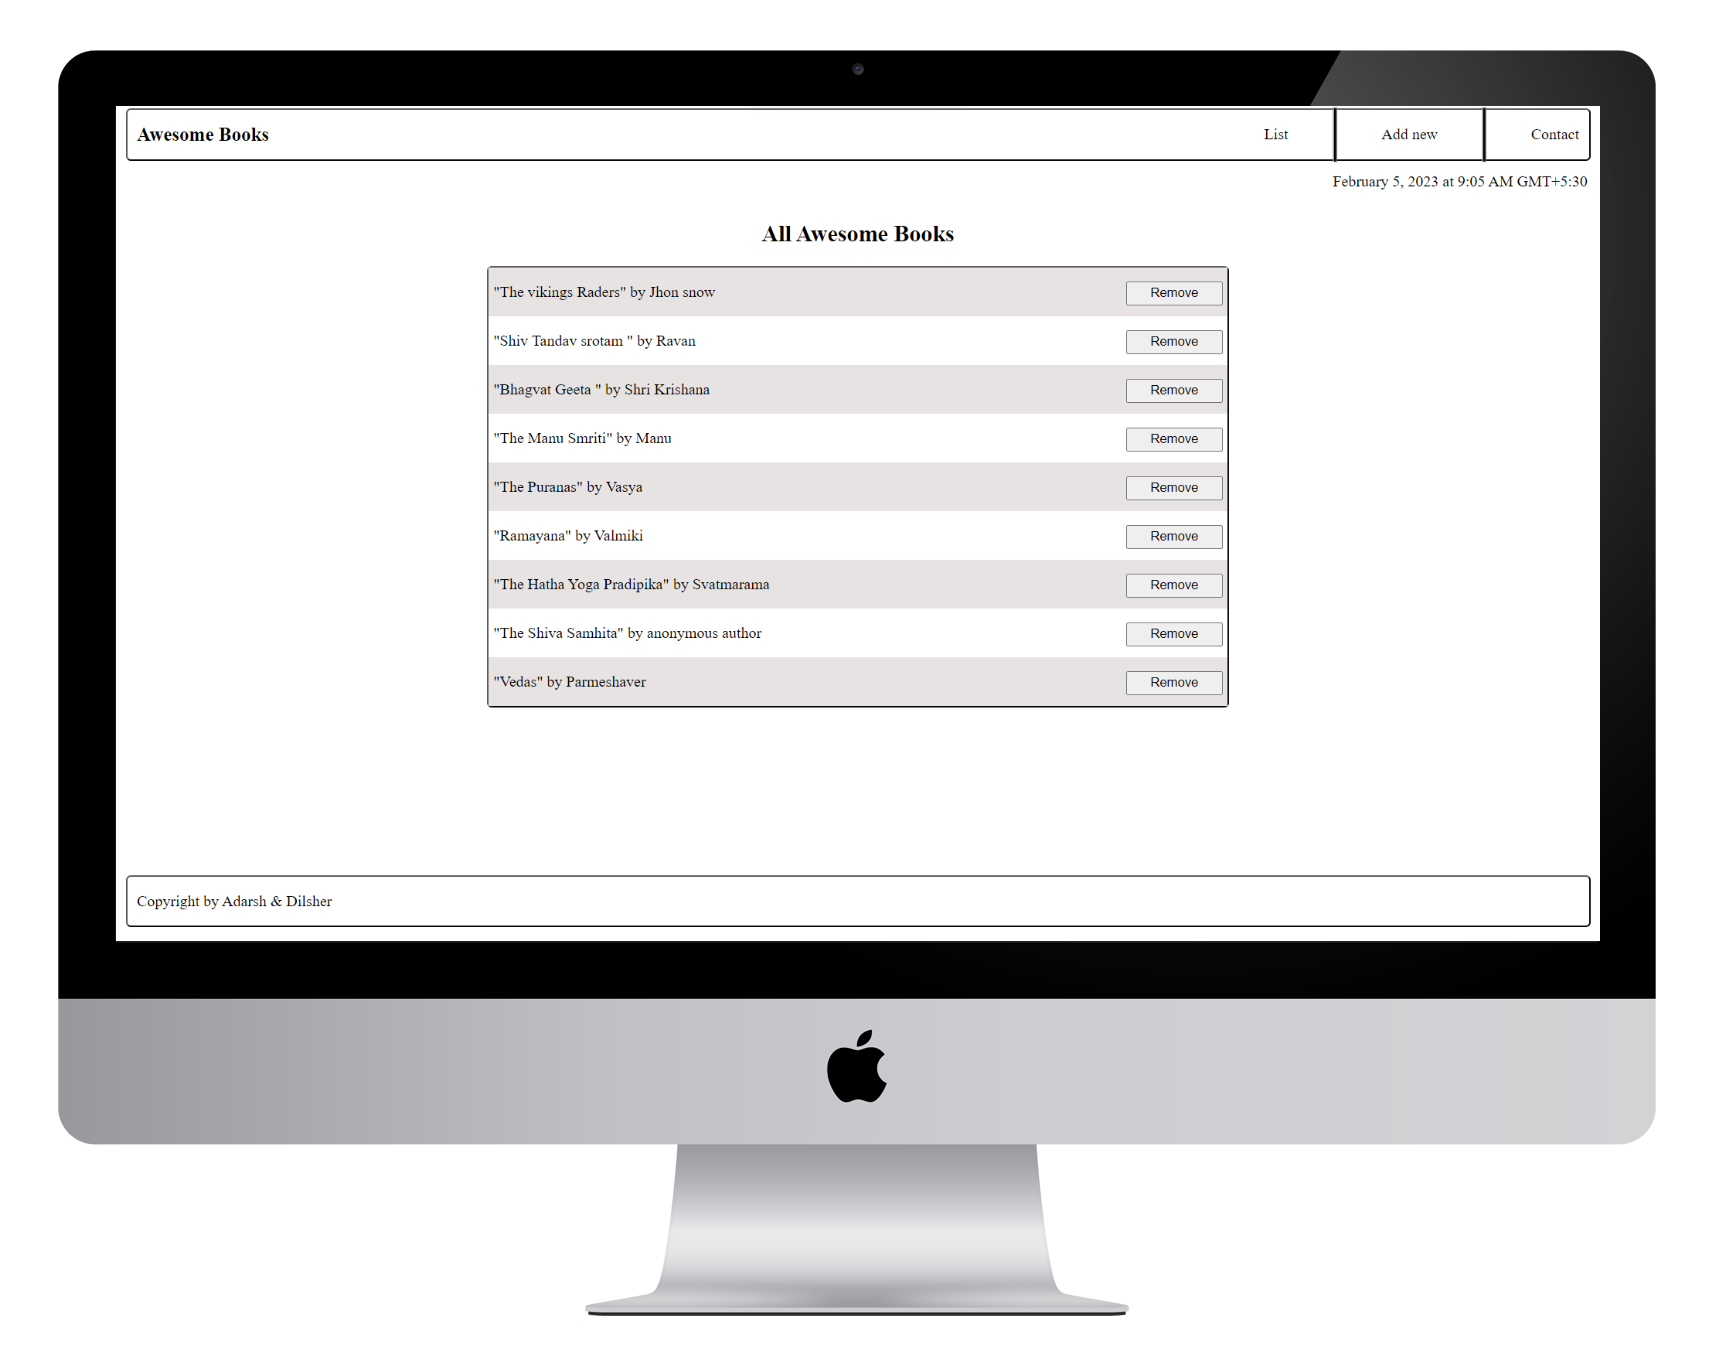 Awesome Books List Add new Contact
February 5, 2023 at 9:05 AM GMT+5:30
All Awesome Books
"The vikings Raders" by Jhon snow Remove
"Shiv Tandav srotam " by Ravan Remove
"Bhagvat Geeta " by Shri Krishana Remove
"The Manu Smriti" by Manu Remove
"The Puranas" by Vasya Remove
"Ramayana" by Valmiki Remove
"The Hatha Yoga Pradipika" by Svatmarama Remove
"The Shiva Samhita" by anonymous author Remove
"Vedas" by Parmeshaver Remove
Copyright by Adarsh & Dilsher